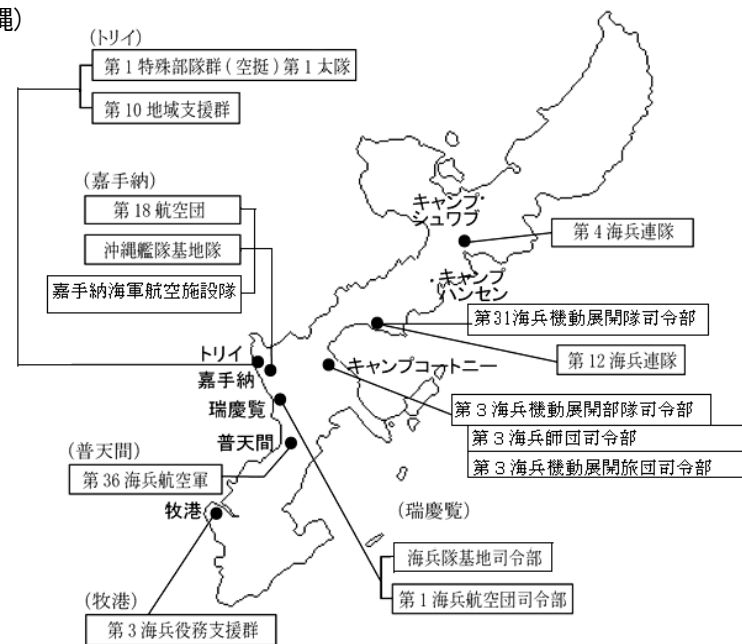 縄)
(トリイ)
第1特殊部隊群(空挺)第1太隊
第10地域支援群
(嘉手納)
第18航空団
沖縄艦隊基地隊
嘉手納海軍航空施設隊
キャンプ・
シュワブ
第4海兵連隊
・キャンプ
ハンセン
第31海兵機動展開隊司令部
第12海兵連隊
トリイ
嘉手納
瑞慶覧
普天間
キャンプコートニー
第3海兵機動展開部隊司令部
第3海兵師団司令部
第3海兵機動展開旅団司令部
(普天間)
第36海兵航空軍
牧港
(瑞慶覧)
海兵隊基地司令部
第1海兵航空団司令部
(牧港)
第3海兵役務支援群